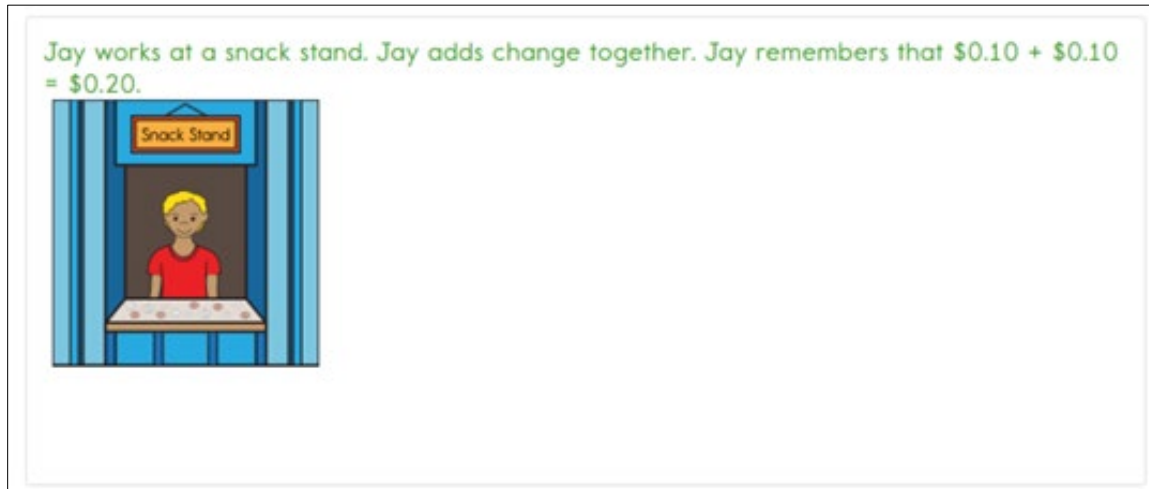 Jay works at a snack stand. Jay adds change together. Jay remembers that $0.10 + $0.10
= $0.20.
Snack Stand